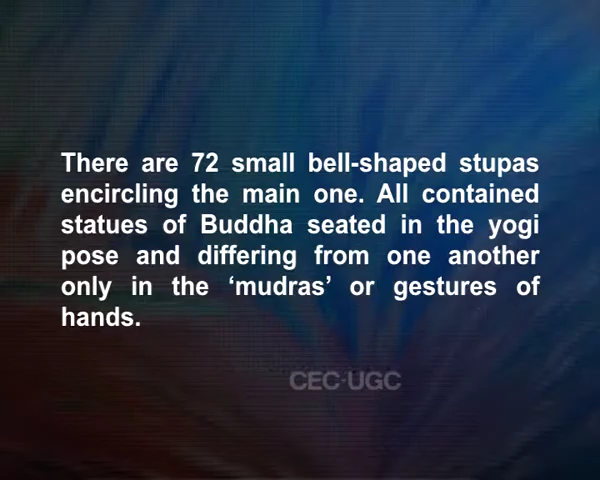 There are 72 small bell-shaped stupas
encircling the main one. All contained
statues of Buddha seated in the yogi
pose and differing from one another
only in the ‘mudras’ or gestures of
hands.
CEC-UGC